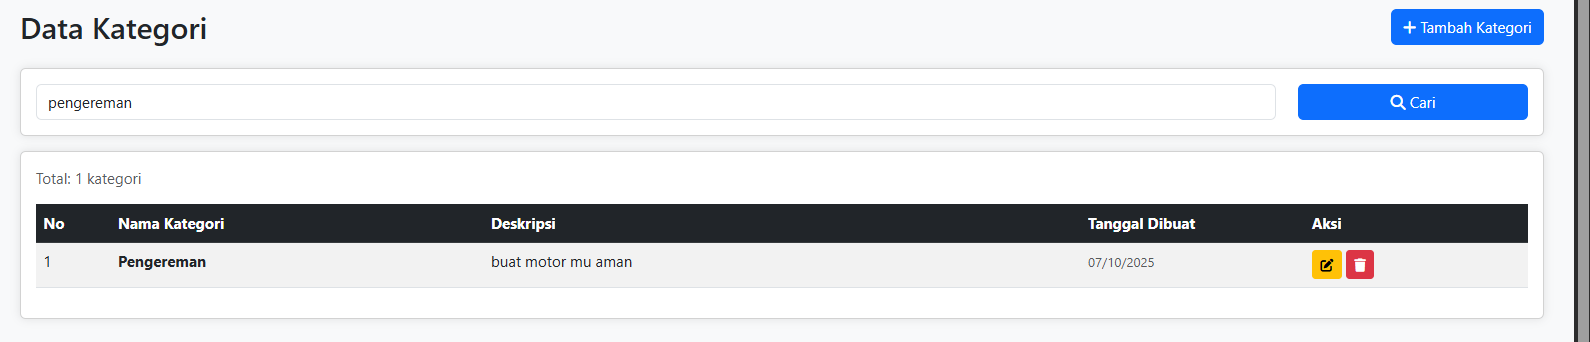 Data Kategori
Tambah Kategori
pengereman
Cari
Total: 1 kategori
No Nama Kategori Deskripsi Tanggal Dibuat Aksi
1 Pengereman buat motor mu aman 07/10/2025